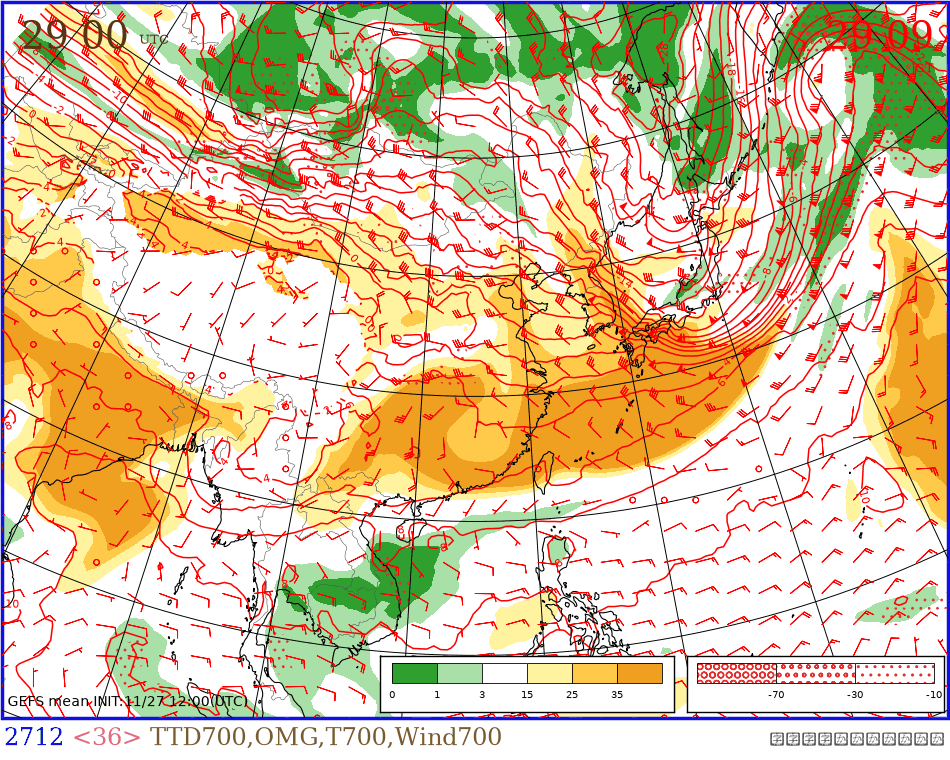 29 00 UTC
29 09
GEFS mean INIT:11/27 12:00(UTC)
0 1 3 15 25 35
-70 -30 -10
2712 <36> TTD700,OMG,T700,Wind700